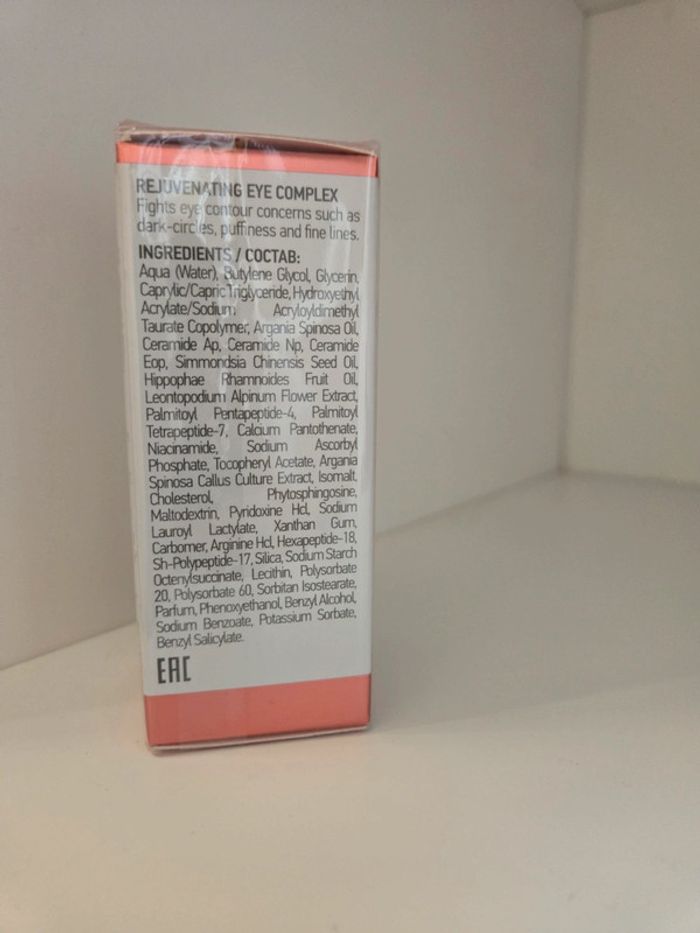 REJUVENATING EYE COMPLEX
Fights eye contour concerns such as
dark-circles, puffiness and fine lines.
INGREDIENTS / СОСТАВ:
Aqua (Water), Butylene Glycol, Glycerin,
Caprylic/Capric Triglyceride, Hydroxyethyl
Acrylate/Sodium Acryloyldimethyl
Taurate Copolymer, Argania Spinosa Oil,
Ceramide Ap, Ceramide Np, Ceramide
Eop, Simmondsia Chinensis Seed Oil,
Hippophae Rhamnoides Fruit Oil,
Leontopodium Alpinum Flower Extract,
Palmitoyl Pentapeptide-4, Palmitoyl
Tetrapeptide-7, Calcium Pantothenate,
Niacinamide, Sodium Ascorbyl
Phosphate, Tocopheryl Acetate, Argania
Spinosa Callus Culture Extract, Isomalt,
Cholesterol, Phytosphingosine,
Maltodextrin, Pyridoxine Hcl, Sodium
Lauroyl Lactylate, Xanthan Gum,
Carbomer, Arginine Hcl, Hexapeptide-18,
Sh-Polypeptide-17, Silica, Sodium Starch
Octenylsuccinate, Lecithin, Polysorbate
20, Polysorbate 60, Sorbitan Isostearate,
Parfum, Phenoxyethanol, Benzyl Alcohol,
Sodium Benzoate, Potassium Sorbate,
Benzyl Salicylate.
EAC